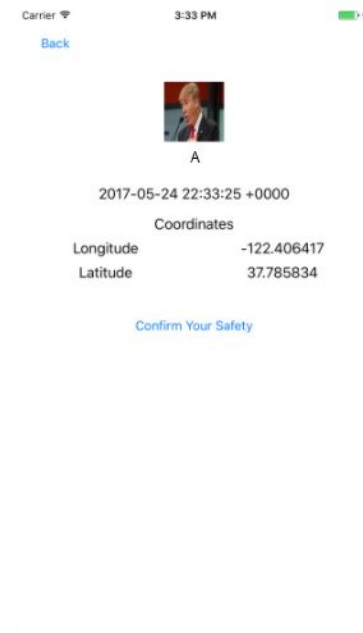 Carrier 3:33 PM
Back
A
2017-05-24 22:33:25 +0000
Coordinates
Longitude -122.406417
Latitude 37.785834
Confirm Your Safety